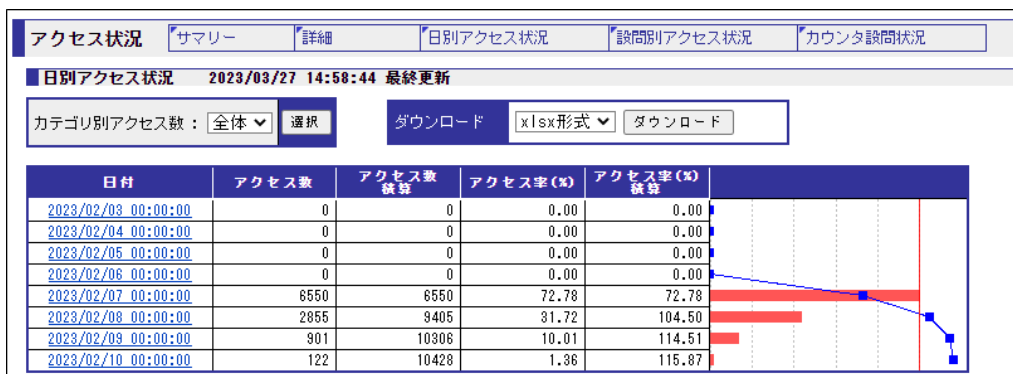 アクセス状況 サマリー 詳細 日別アクセス状況 設問別アクセス状況 カウンタ設問状況
日別アクセス状況 2023/03/27 14:58:44 最終更新
カテゴリ別アクセス数： 全体 選択 ダウンロード xlsx形式 ダウンロード
日付 アクセス数 アクセス数積算 アクセス率(%) アクセス率(%)積算
2023/02/03 00:00:00 0 0 0.00 0.00
2023/02/04 00:00:00 0 0 0.00 0.00
2023/02/05 00:00:00 0 0 0.00 0.00
2023/02/06 00:00:00 0 0 0.00 0.00
2023/02/07 00:00:00 6550 6550 72.78 72.78
2023/02/08 00:00:00 2855 9405 31.72 104.50
2023/02/09 00:00:00 901 10306 10.01 114.51
2023/02/10 00:00:00 122 10428 1.36 115.87